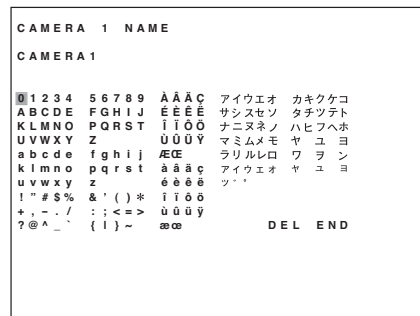 CAMERA 1 NAME
CAMERA1
0 1 2 3 4 5 6 7 8 9 À Â Ä Ç アイウエオ カキクケコ
A B C D E F G H I J É È Ê Ë サシスセソ タチツテト
K L M N O P Q R S T Î Ï Ô Ö ナニヌネノ ハヒフヘホ
U V W X Y Z Ù Û Ü Ÿ マミムメモ ヤ ユ ヨ
a b c d e f g h i j Æ Œ ラリルレロ ワ ヲ ン
k l m n o p q r s t à â ä ç ァィゥェォ ャ ュ ョ
u v w x y z é è ê ë ッ ゛ ゜
! " # $ % & ' ( ) * î ï ô ö
+ , - . / : ; < = > ù û ü ÿ
? @ ^ _ ` { | } ~ æ œ DEL END